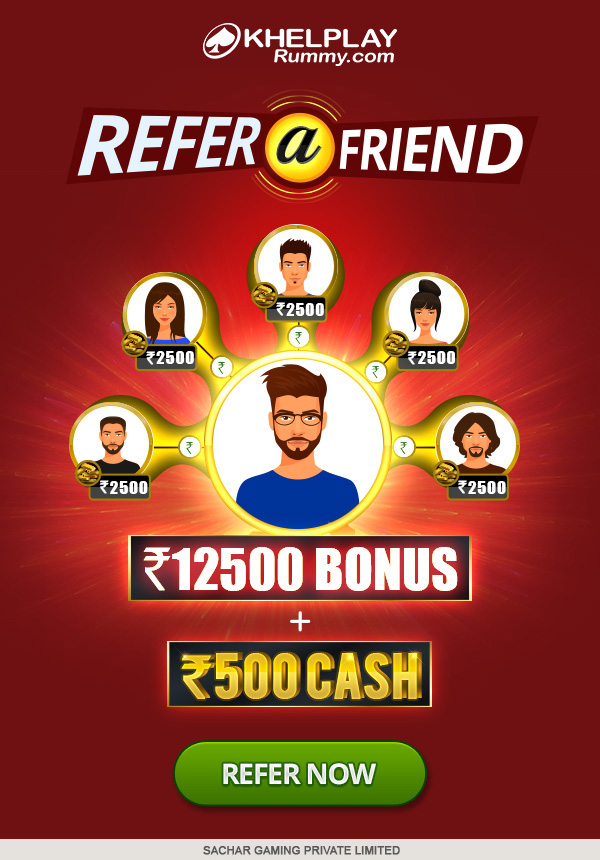 KHELPLAY
Rummy.com
REFER a FRIEND
₹2500
₹2500
₹2500
₹2500
₹2500
₹
₹
₹
₹
₹
₹12500 BONUS
+
₹500 CASH
REFER NOW
SACHAR GAMING PRIVATE LIMITED